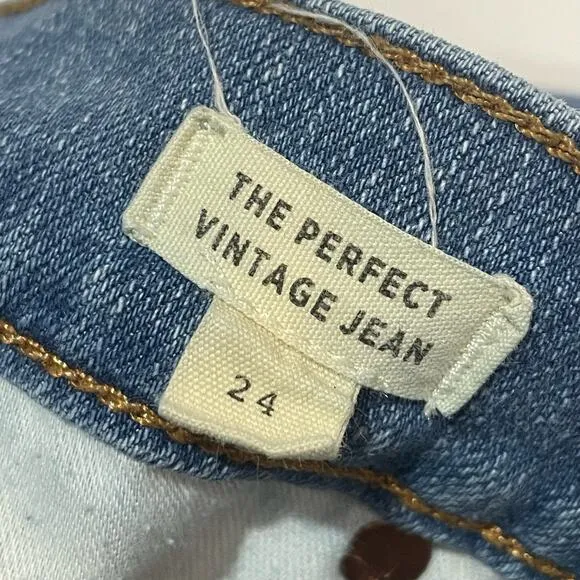 THE PERFECT
VINTAGE JEAN
24